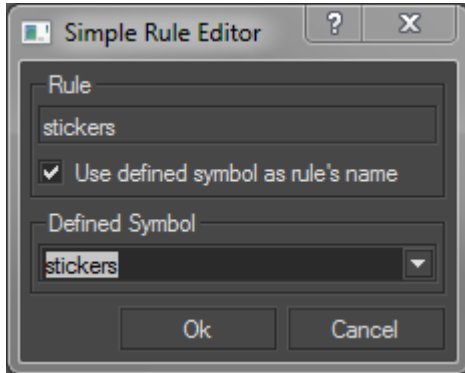 Simple Rule Editor
Rule
stickers
Use defined symbol as rule's name
Defined Symbol
stickers
Ok Cancel